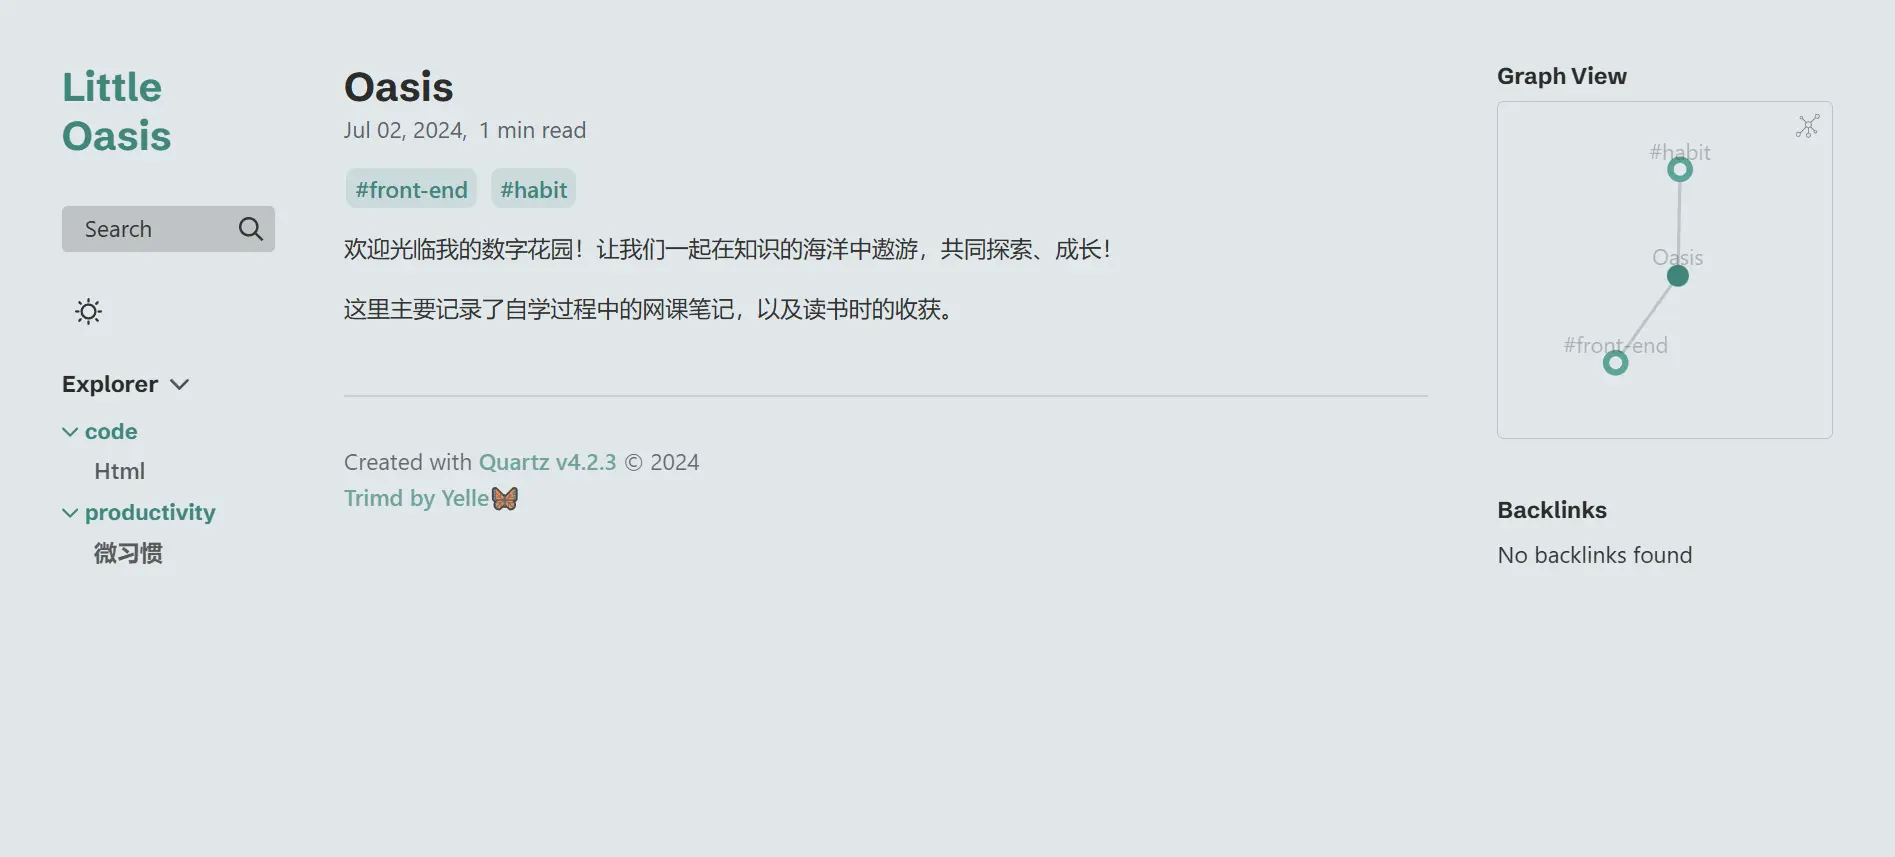 Little
Oasis
Search
Explorer
code
Html
productivity
微习惯
Oasis
Jul 02, 2024, 1 min read
#front-end #habit
欢迎光临我的数字花园！让我们一起在知识的海洋中遨游，共同探索、成长！
这里主要记录了自学过程中的网课笔记，以及读书时的收获。
Created with Quartz v4.2.3 © 2024
Trimd by Yelle🦋
Graph View
#habit
Oasis
#front-end
Backlinks
No backlinks found